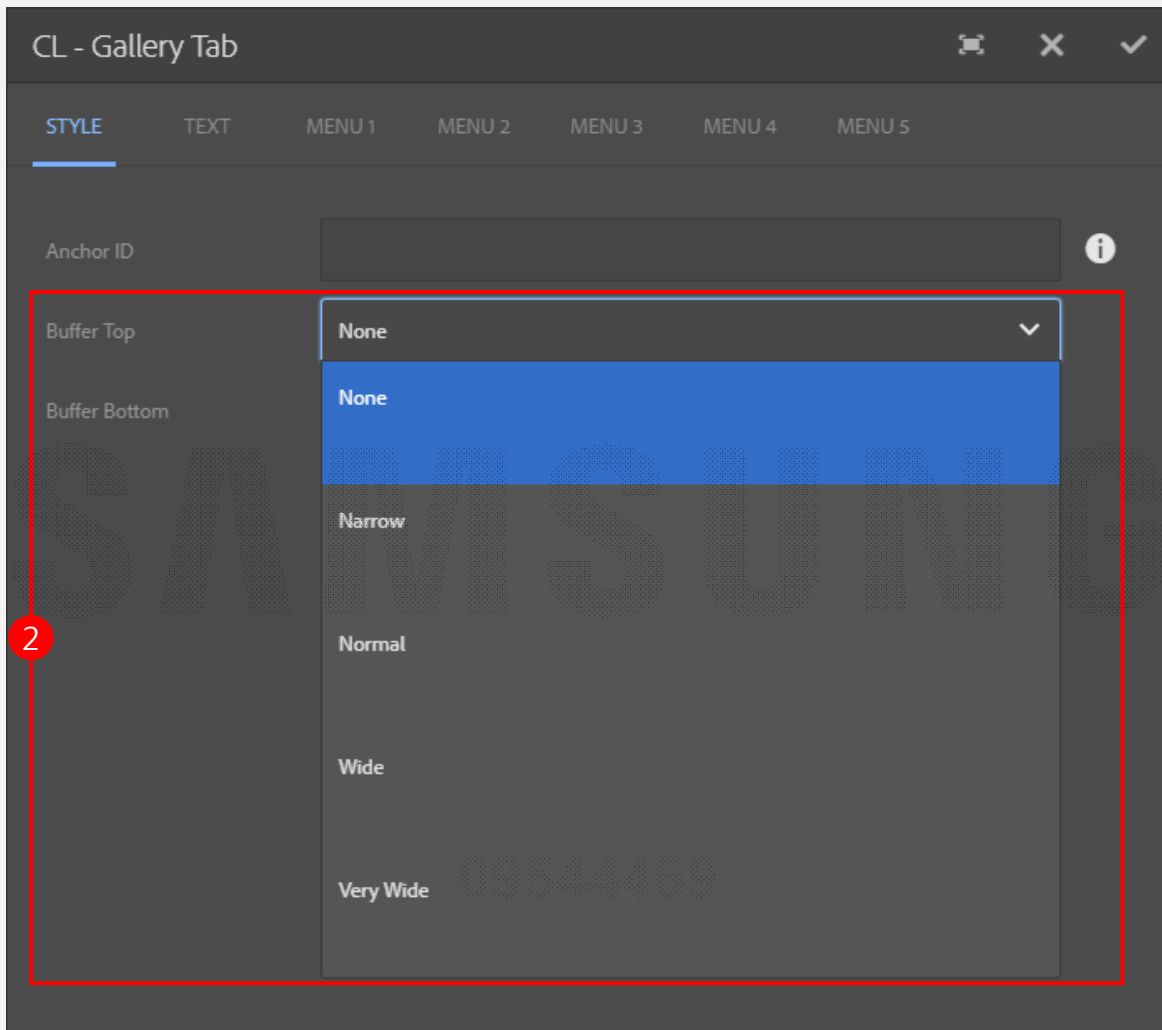 CL - Gallery Tab
STYLE TEXT MENU 1 MENU 2 MENU 3 MENU 4 MENU 5
Anchor ID
Buffer Top None
Buffer Bottom None
SAMSUNG
Narrow
2 Normal
Wide
Very Wide 09544469